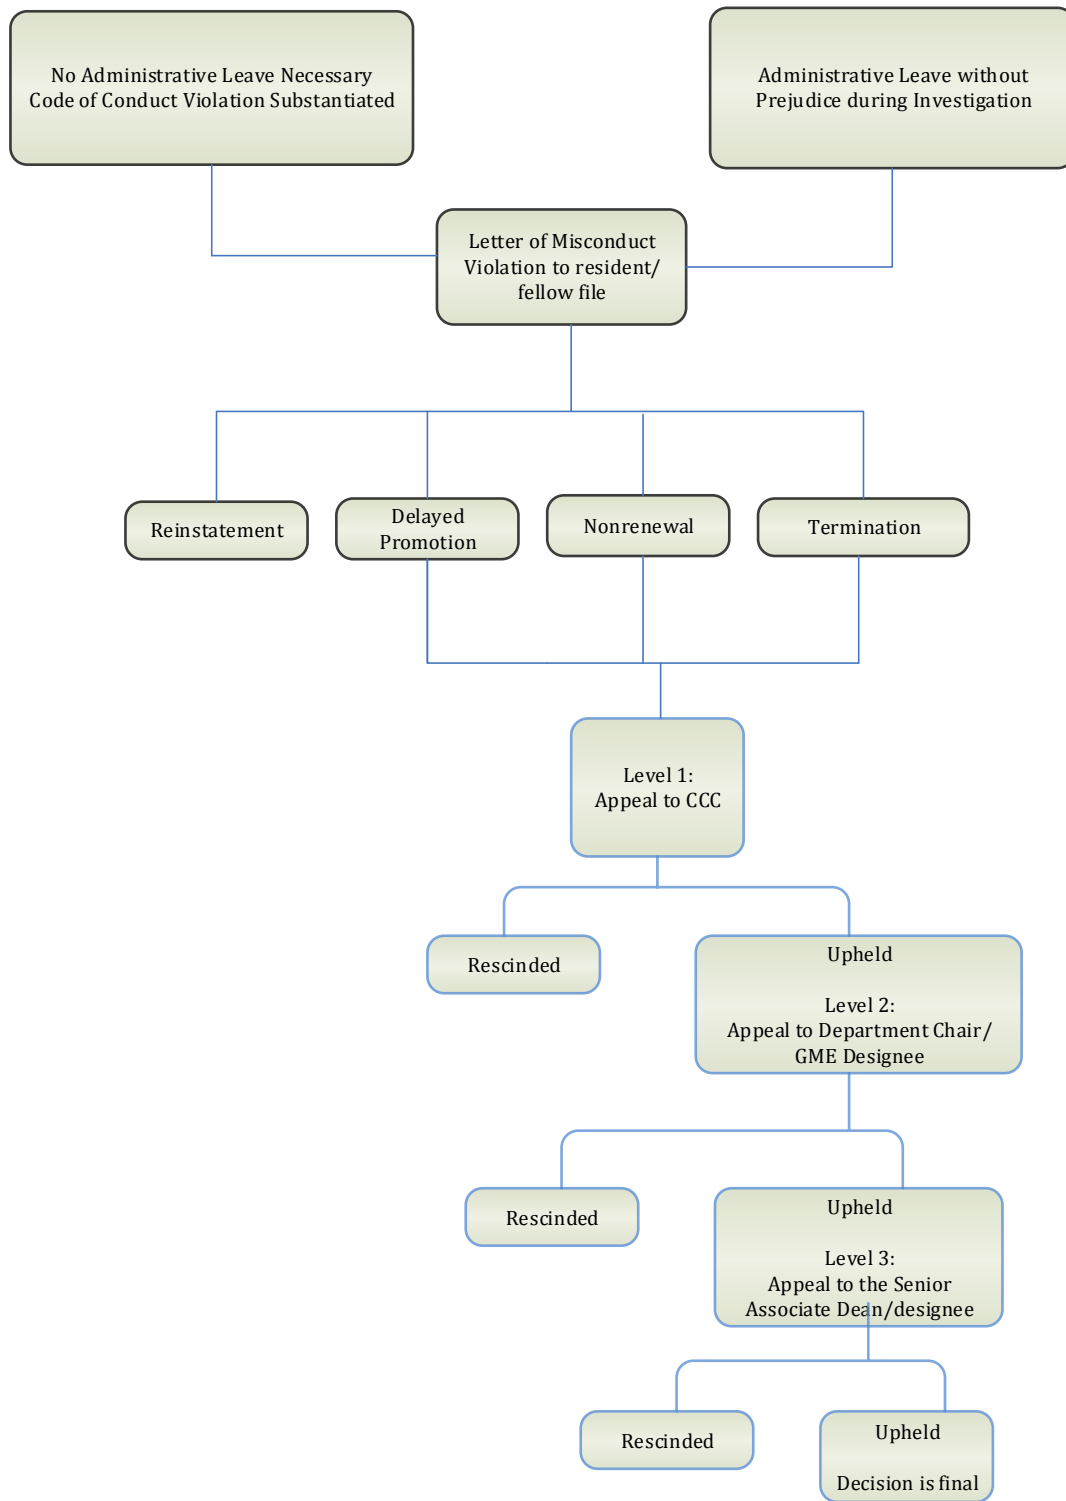 No Administrative Leave Necessary
Code of Conduct Violation Substantiated
Administrative Leave without
Prejudice during Investigation
Letter of Misconduct
Violation to resident/
fellow file
Reinstatement
Delayed
Promotion
Nonrenewal
Termination
Level 1:
Appeal to CCC
Rescinded
Upheld
Level 2:
Appeal to Department Chair/
GME Designee
Rescinded
Upheld
Level 3:
Appeal to the Senior
Associate Dean/designee
Rescinded
Upheld
Decision is final